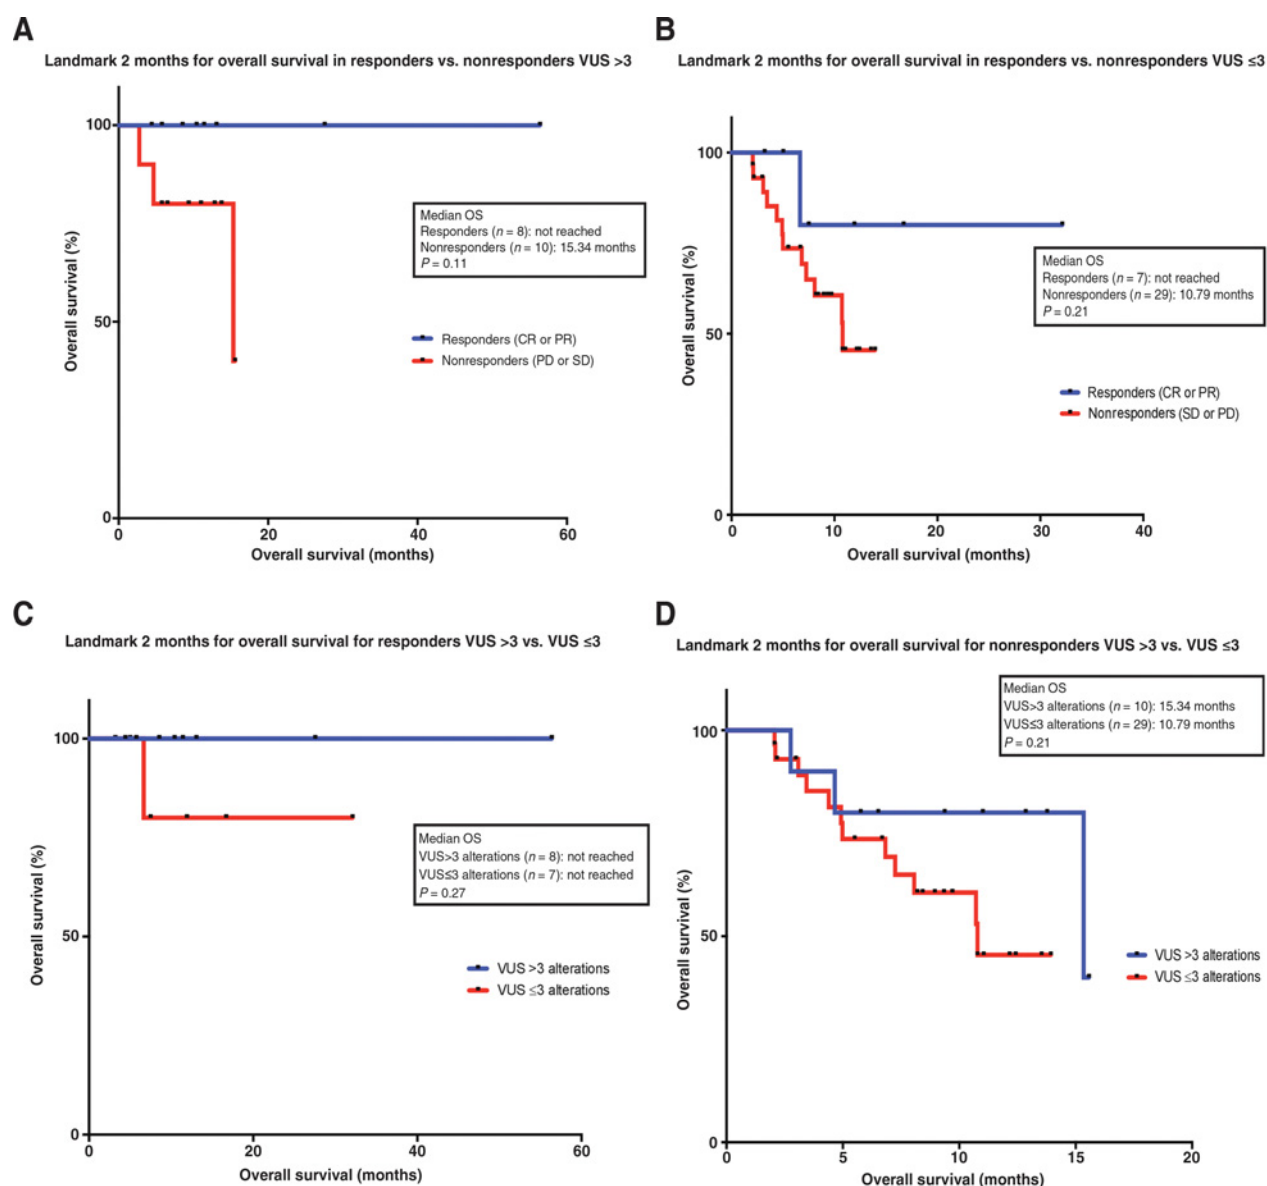 A
Landmark 2 months for overall survival in responders vs. nonresponders VUS >3
100
50
0
0
20
40
60
Overall survival (%)
Overall survival (months)
Median OS
Responders (n = 8): not reached
Nonresponders (n = 10): 15.34 months
P = 0.11
Responders (CR or PR)
Nonresponders (PD or SD)
B
Landmark 2 months for overall survival in responders vs. nonresponders VUS ≤3
100
50
0
0
10
20
30
40
Overall survival (%)
Overall survival (months)
Median OS
Responders (n = 7): not reached
Nonresponders (n = 29): 10.79 months
P = 0.21
Responders (CR or PR)
Nonresponders (SD or PD)
C
Landmark 2 months for overall survival for responders VUS >3 vs. VUS ≤3
100
50
0
0
20
40
60
Overall survival (%)
Overall survival (months)
Median OS
VUS>3 alterations (n = 8): not reached
VUS≤3 alterations (n = 7): not reached
P = 0.27
VUS >3 alterations
VUS ≤3 alterations
D
Landmark 2 months for overall survival for nonresponders VUS >3 vs. VUS ≤3
100
50
0
0
5
10
15
20
Overall survival (%)
Overall survival (months)
Median OS
VUS>3 alterations (n = 10): 15.34 months
VUS≤3 alterations (n = 29): 10.79 months
P = 0.21
VUS >3 alterations
VUS ≤3 alterations